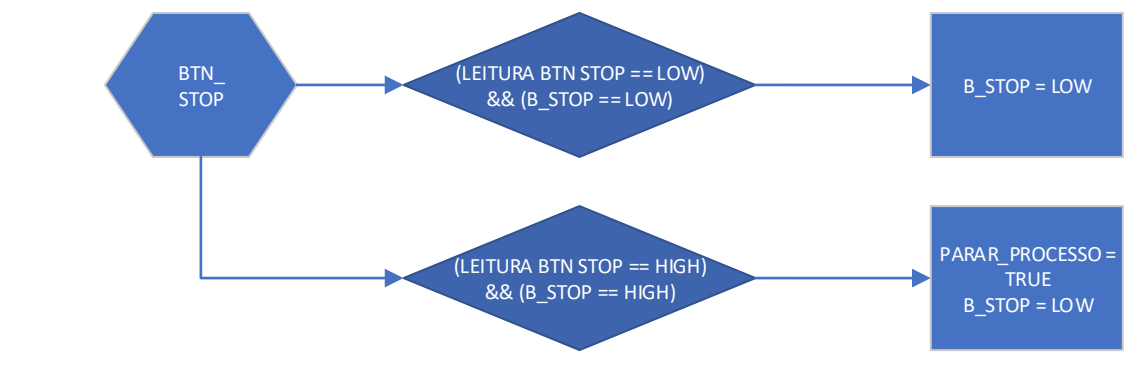 BTN_
STOP
(LEITURA BTN STOP == LOW)
&& (B_STOP == LOW)
B_STOP = LOW
(LEITURA BTN STOP == HIGH)
&& (B_STOP == HIGH)
PARAR_PROCESSO =
TRUE
B_STOP = LOW